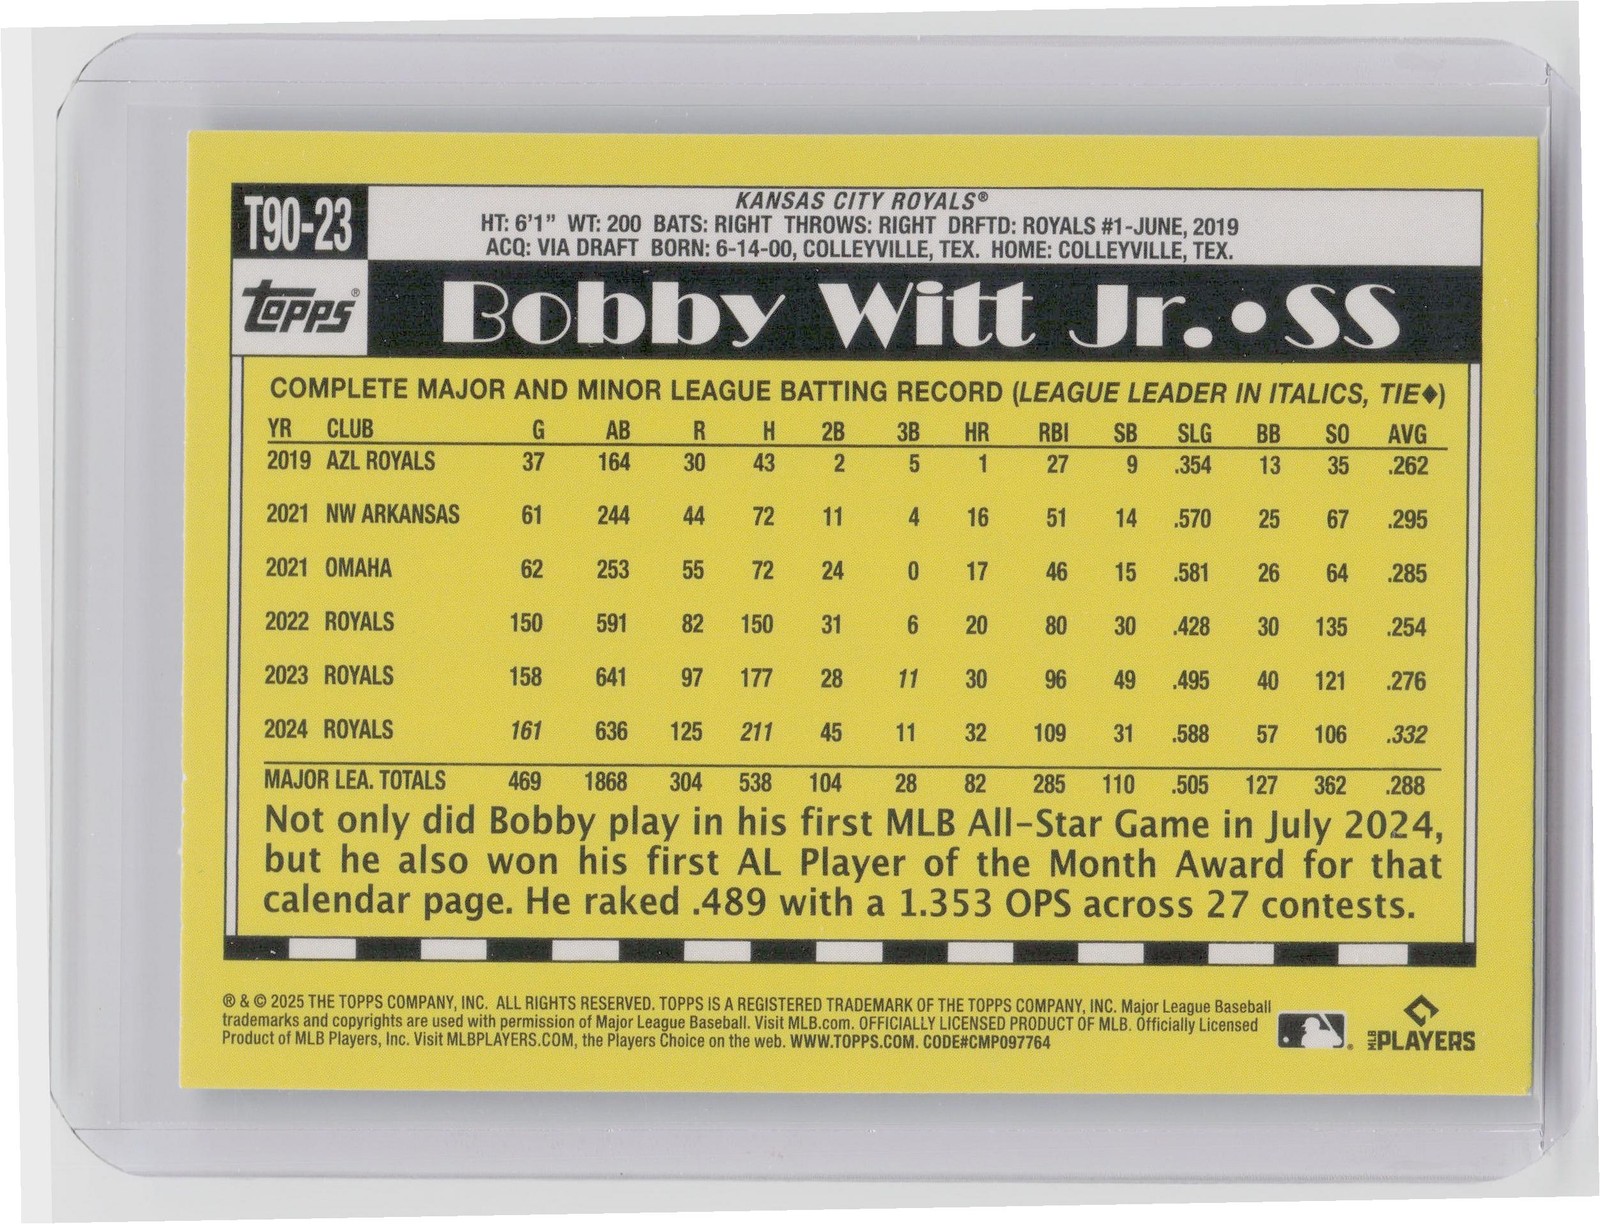 T90-23
KANSAS CITY ROYALS®
HT: 6'1" WT: 200 BATS: RIGHT THROWS: RIGHT DRFTD: ROYALS #1-JUNE, 2019
ACQ: VIA DRAFT BORN: 6-14-00, COLLEYVILLE, TEX. HOME: COLLEYVILLE, TEX.
TOPPS®
Bobby Witt Jr.•SS
COMPLETE MAJOR AND MINOR LEAGUE BATTING RECORD (LEAGUE LEADER IN ITALICS, TIE♦)
YR CLUB G AB R H 2B 3B HR RBI SB SLG BB SO AVG
2019 AZL ROYALS 37 164 30 43 2 5 1 27 9 .354 13 35 .262
2021 NW ARKANSAS 61 244 44 72 11 4 16 51 14 .570 25 67 .295
2021 OMAHA 62 253 55 72 24 0 17 46 15 .581 26 64 .285
2022 ROYALS 150 591 82 150 31 6 20 80 30 .428 30 135 .254
2023 ROYALS 158 641 97 177 28 11 30 96 49 .495 40 121 .276
2024 ROYALS 161 636 125 211 45 11 32 109 31 .588 57 106 .332
MAJOR LEA. TOTALS 469 1868 304 538 104 28 82 285 110 .505 127 362 .288
Not only did Bobby play in his first MLB All-Star Game in July 2024,
but he also won his first AL Player of the Month Award for that
calendar page. He raked .489 with a 1.353 OPS across 27 contests.
® & © 2025 THE TOPPS COMPANY, INC. ALL RIGHTS RESERVED. TOPPS IS A REGISTERED TRADEMARK OF THE TOPPS COMPANY, INC. Major League Baseball
trademarks and copyrights are used with permission of Major League Baseball. Visit MLB.com. OFFICIALLY LICENSED PRODUCT OF MLB. Officially Licensed
Product of MLB Players, Inc. Visit MLBPLAYERS.COM, the Players Choice on the web. WWW.TOPPS.COM. CODE#CMP097764
MLB PLAYERS